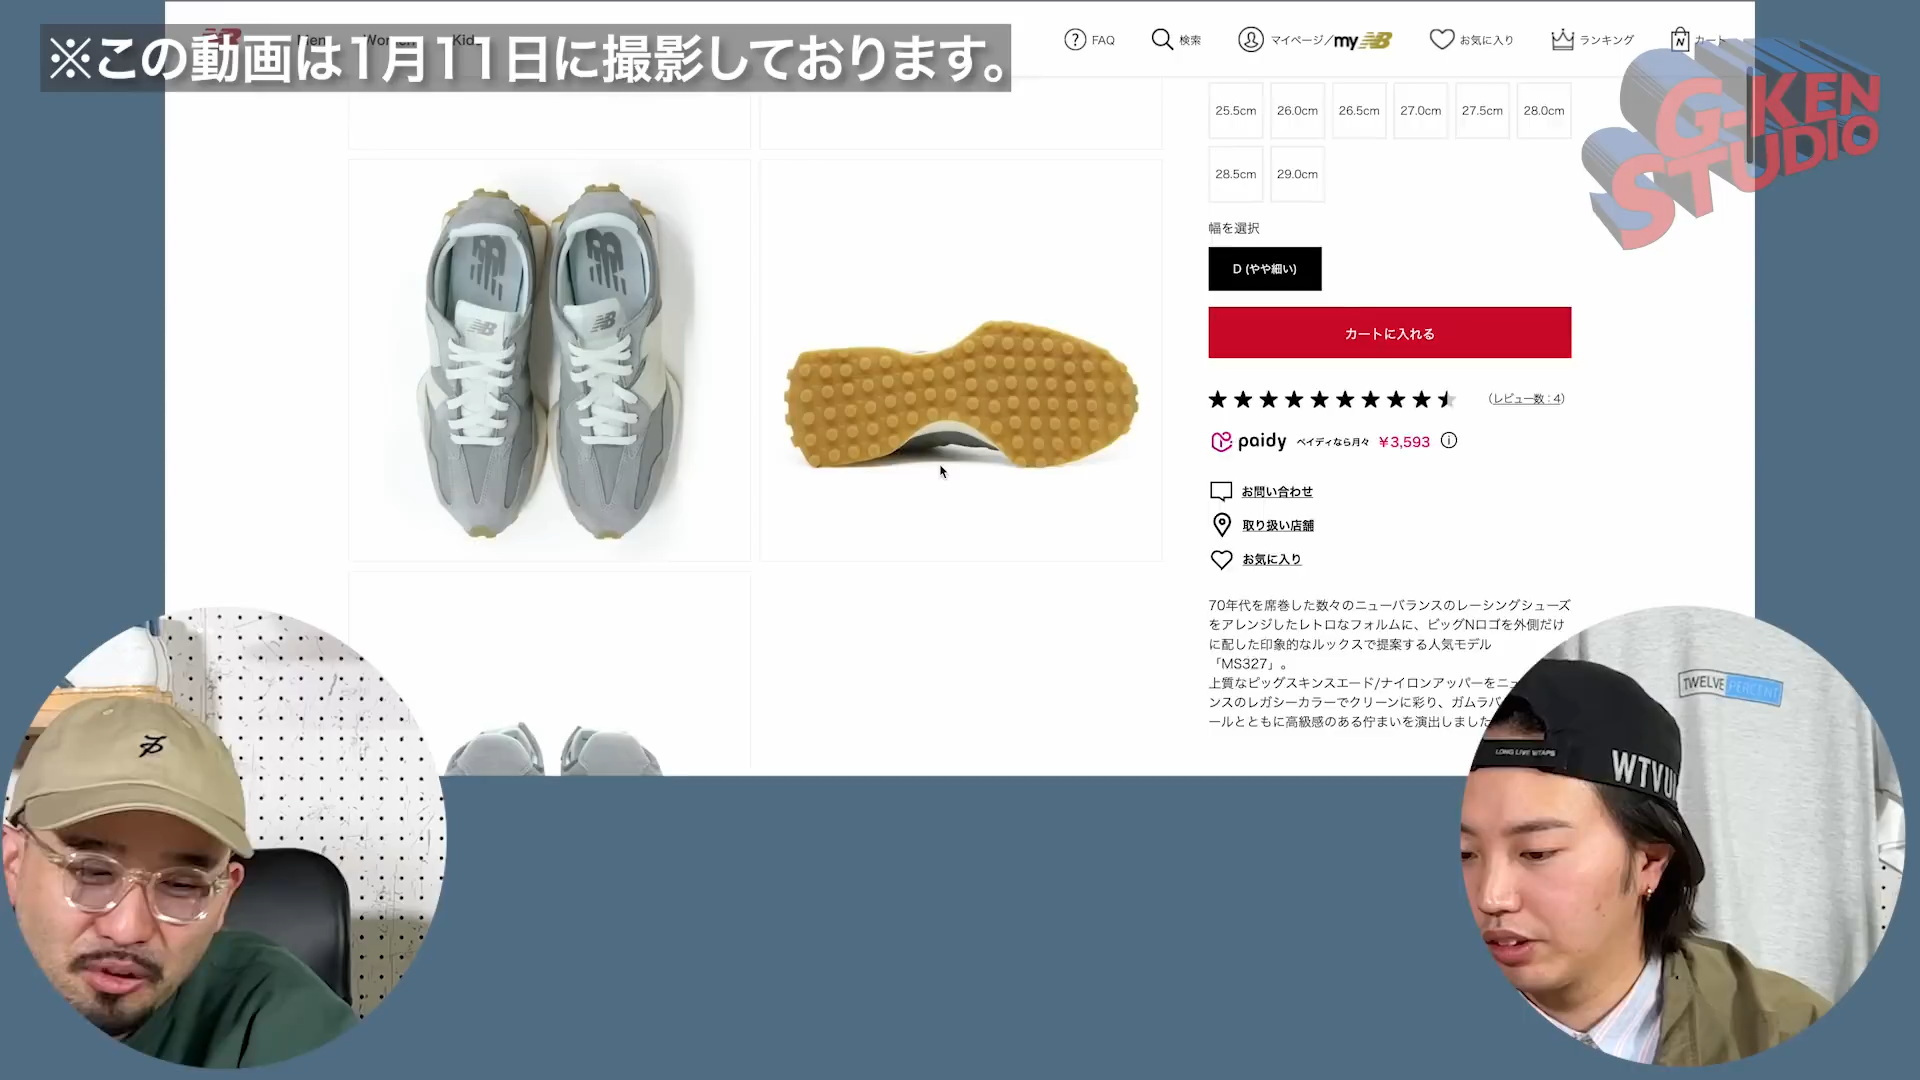 ※この動画は1月11日に撮影しております。
FAQ
検索
マイページ/myNB
お気に入り
ランキング
カート
G-KEN
STUDIO
25.5cm
26.0cm
26.5cm
27.0cm
27.5cm
28.0cm
28.5cm
29.0cm
幅を選択
D (やや細い)
カートに入れる
(レビュー数:4)
paidy ペイディなら月々 ¥3,593
お問い合わせ
取り扱い店舗
お気に入り
70年代を席巻した数々のニューバランスのレーシングシューズ
をアレンジしたレトロなフォルムに、ビッグNロゴを外側だけ
に配した印象的なルックスで提案する人気モデル
「MS327」。
上質なピッグスキンスエード/ナイロンアッパーをニュ
ンスのレガシーカラーでクリーンに彩り、ガムラバ
ールとともに高級感のある佇まいを演出しました
TWELVE PERCENT
LONG LIVE WTAPS
WTVU